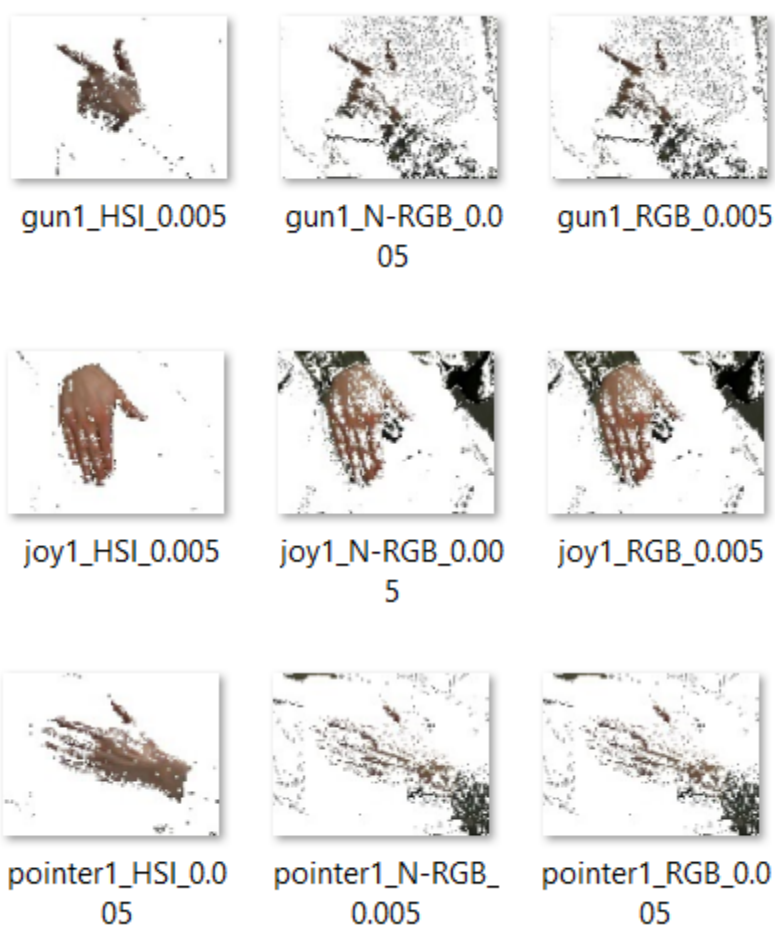 gun1_HSI_0.005
gun1_N-RGB_0.0
05
gun1_RGB_0.005
joy1_HSI_0.005
joy1_N-RGB_0.00
5
joy1_RGB_0.005
pointer1_HSI_0.0
05
pointer1_N-RGB_
0.005
pointer1_RGB_0.0
05